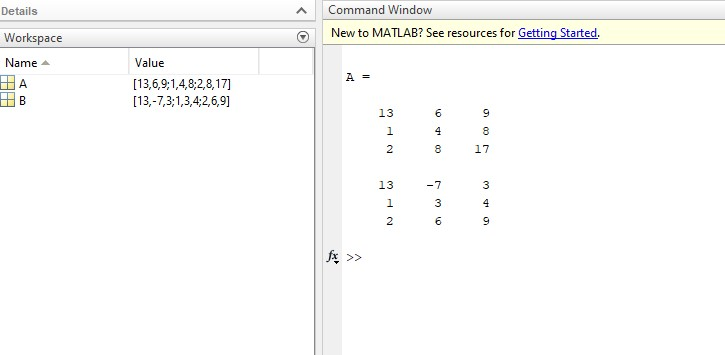 Details
Workspace
Name Value
A [13,6,9;1,4,8;2,8,17]
B [13,-7,3;1,3,4;2,6,9]
Command Window
New to MATLAB? See resources for Getting Started.
A =
13 6 9
1 4 8
2 8 17
13 -7 3
1 3 4
2 6 9
fx >>